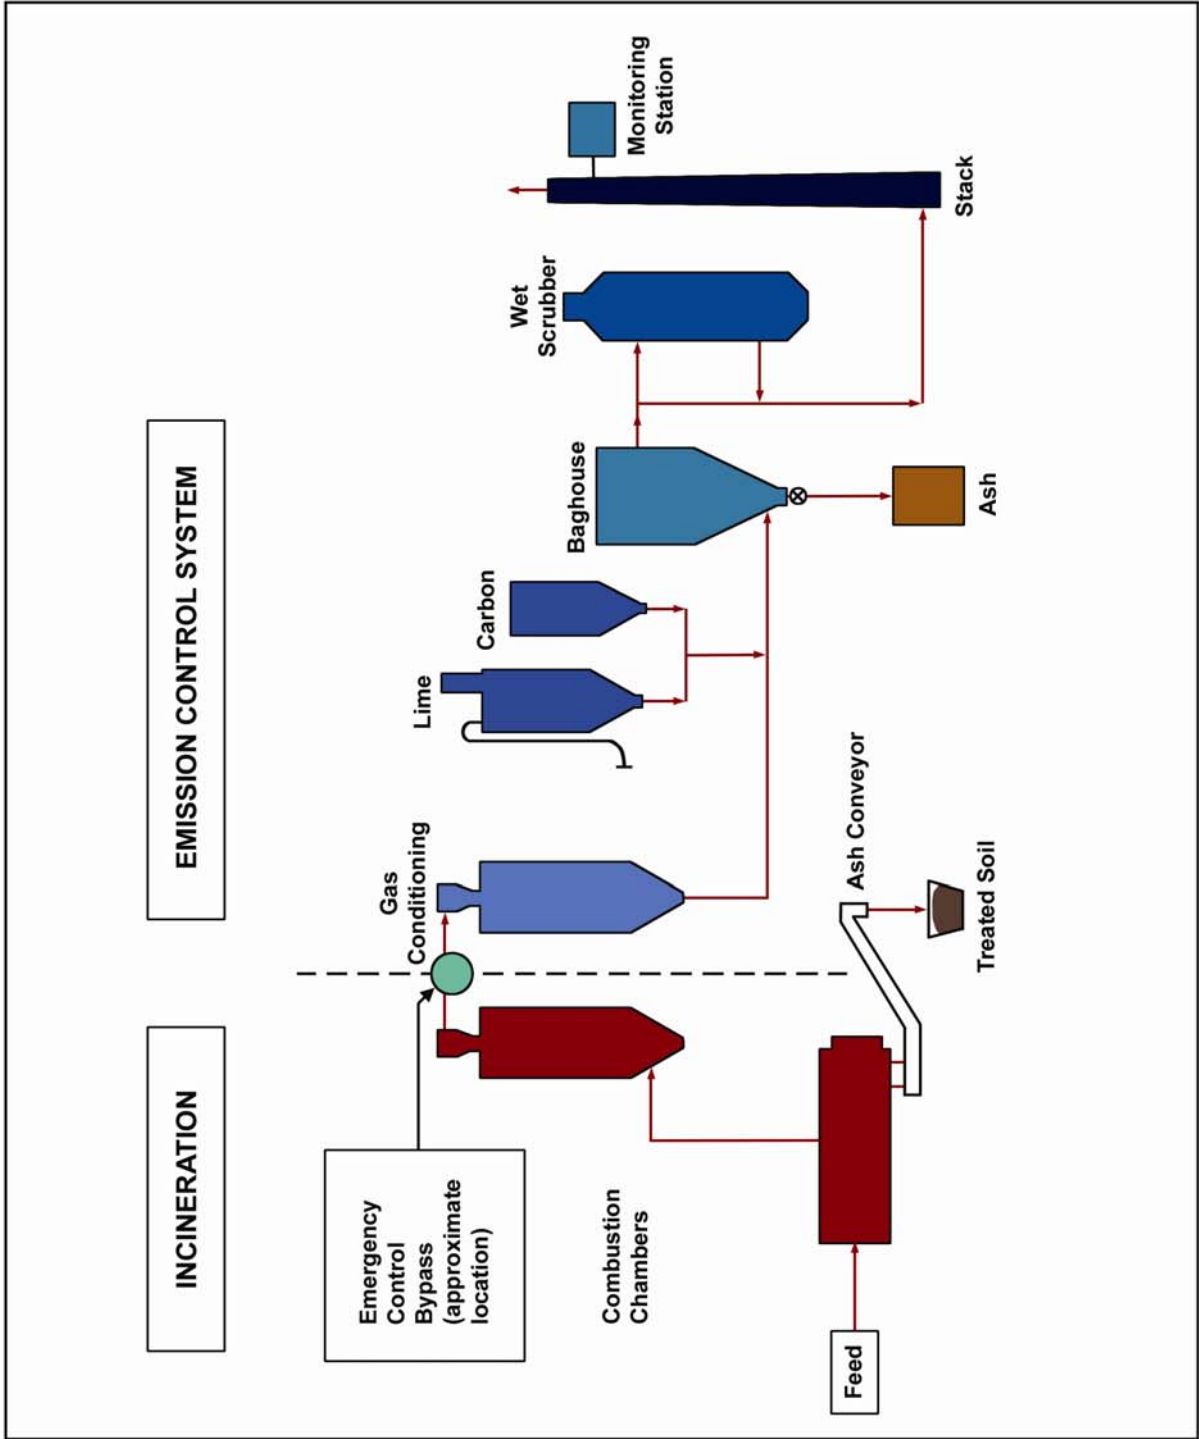 INCINERATION
EMISSION CONTROL SYSTEM
Emergency
Control
Bypass
(approximate
location)
Gas
Conditioning
Lime
Carbon
Baghouse
Wet
Scrubber
Monitoring
Station
Combustion
Chambers
Feed
Ash Conveyor
Treated Soil
Ash
Stack